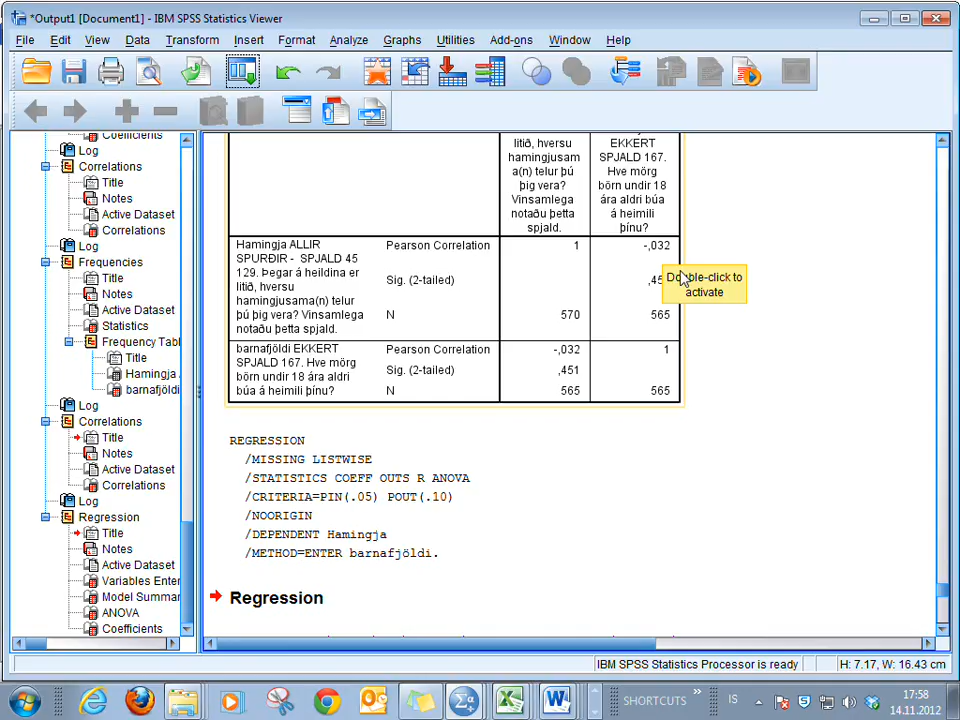 *Output1 [Document1] - IBM SPSS Statistics Viewer
File Edit View Data Transform Insert Format Analyze Graphs Utilities Add-ons Window Help
Coefficients
Log
Correlations
Title
Notes
Active Dataset
Correlations
Log
Frequencies
Title
Notes
Active Dataset
Statistics
Frequency Tabl
Title
Hamingja
barnafjöldi
Log
Correlations
Title
Notes
Active Dataset
Correlations
Log
Regression
Title
Notes
Active Dataset
Variables Enter
Model Summar
ANOVA
Coefficients
litið, hversu
hamingjusam
a(n) telur þú
þig vera?
Vinsamlega
notaðu þetta
spjald.
EKKERT
SPJALD 167.
Hve mörg
börn undir 18
ára aldri búa
á heimili
þínu?
Hamingja ALLIR
SPURÐIR - SPJALD 45
129. Þegar á heildina er
litið, hversu
hamingjusama(n) telur
þú þig vera? Vinsamlega
notaðu þetta spjald.
Pearson Correlation 1 -,032
Sig. (2-tailed) ,45
N 570 565
Double-click to
activate
barnafjöldi EKKERT
SPJALD 167. Hve mörg
börn undir 18 ára aldri
búa á heimili þínu?
Pearson Correlation -,032 1
Sig. (2-tailed) ,451
N 565 565
REGRESSION
/MISSING LISTWISE
/STATISTICS COEFF OUTS R ANOVA
/CRITERIA=PIN(.05) POUT(.10)
/NOORIGIN
/DEPENDENT Hamingja
/METHOD=ENTER barnafjöldi.
Regression
IBM SPSS Statistics Processor is ready
H: 7.17, W: 16.43 cm
SHORTCUTS
IS
17:58
14.11.2012